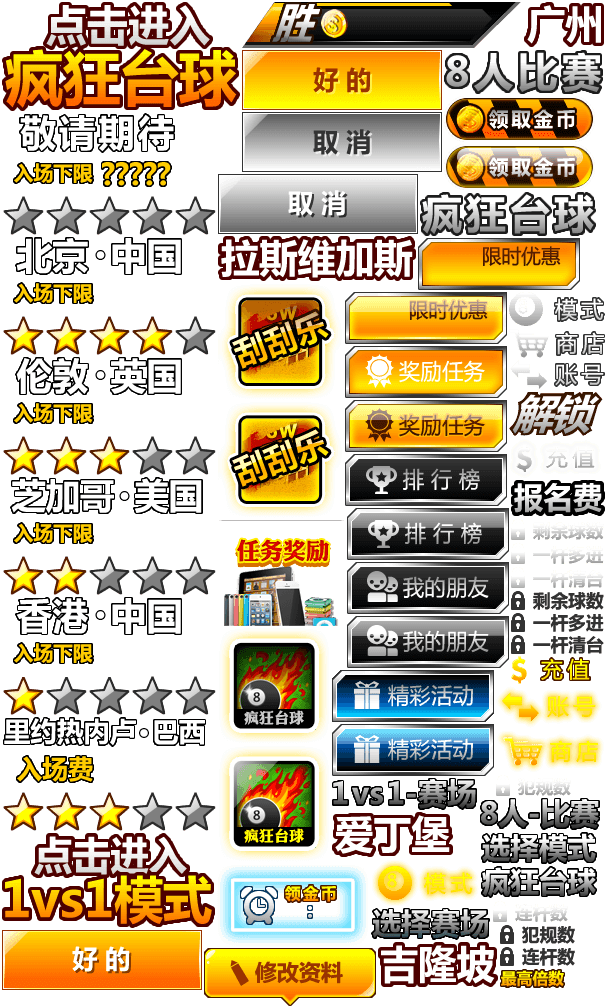 点击进入
疯狂台球
敬请期待
入场下限 ?????
北京·中国
入场下限
伦敦·英国
入场下限
芝加哥·美国
入场下限
香港·中国
入场下限
里约热内卢·巴西
入场费
点击进入
1vs1模式
好的
胜
好的
取消
取消
拉斯维加斯
刮刮乐
刮刮乐
任务奖励
8
疯狂台球
8
疯狂台球
领金币
:
修改资料
广州
8人比赛
领取金币
领取金币
疯狂台球
限时优惠
限时优惠
奖励任务
奖励任务
排行榜
排行榜
我的朋友
我的朋友
精彩活动
精彩活动
1vs1-赛场
爱丁堡
模式
选择赛场
吉隆坡
模式
商店
账号
解锁
$ 充值
报名费
剩余球数
一杆多进
一杆清台
剩余球数
一杆多进
一杆清台
$ 充值
账号
商店
犯规数
8人-比赛
选择模式
疯狂台球
连杆数
犯规数
连杆数
最高倍数